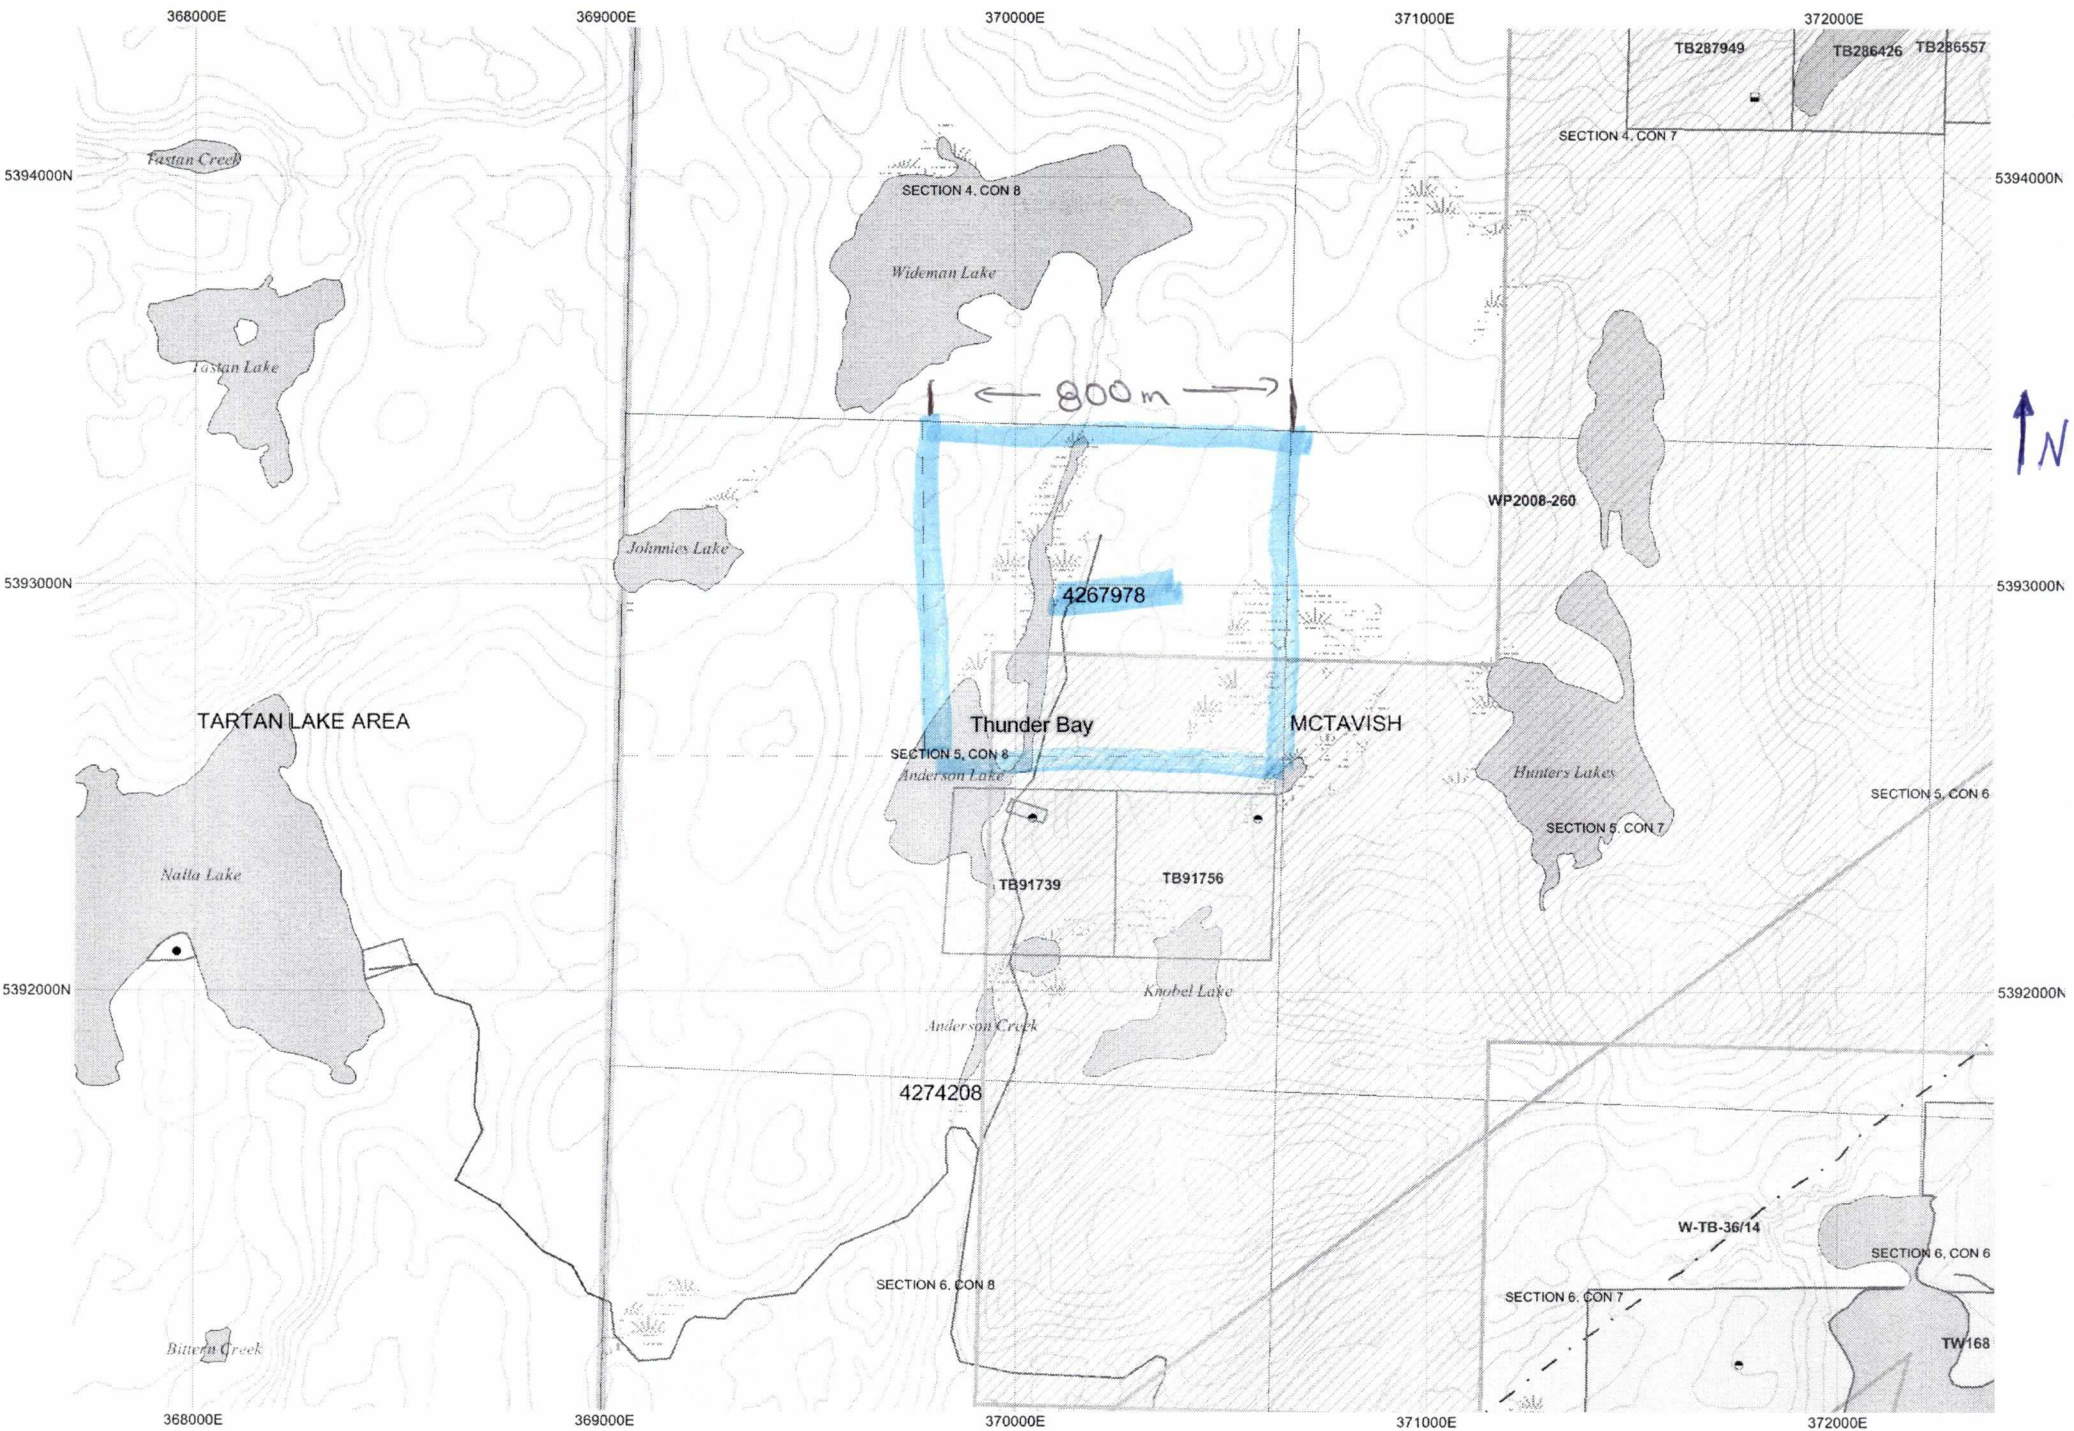 368000E 369000E 370000E 371000E 372000E
TB287949 TB286426 TB286557
SECTION 4, CON 7
Tastan Creek
5394000N 5394000N
SECTION 4, CON 8
Wideman Lake
Tastan Lake
← 800m →
N
WP2008-260
Johnnies Lake
5393000N 4267978 5393000N
TARTAN LAKE AREA Thunder Bay MCTAVISH
SECTION 5, CON 8
Anderson Lake Hunters Lakes
SECTION 5, CON 6
SECTION 5, CON 7
Nalla Lake TB91739 TB91756
5392000N Knobel Lake 5392000N
Anderson Creek
4274208
W-TB-36/14
SECTION 6, CON 6
SECTION 6, CON 8 SECTION 6, CON 7
Bittern Creek TW168
368000E 369000E 370000E 371000E 372000E